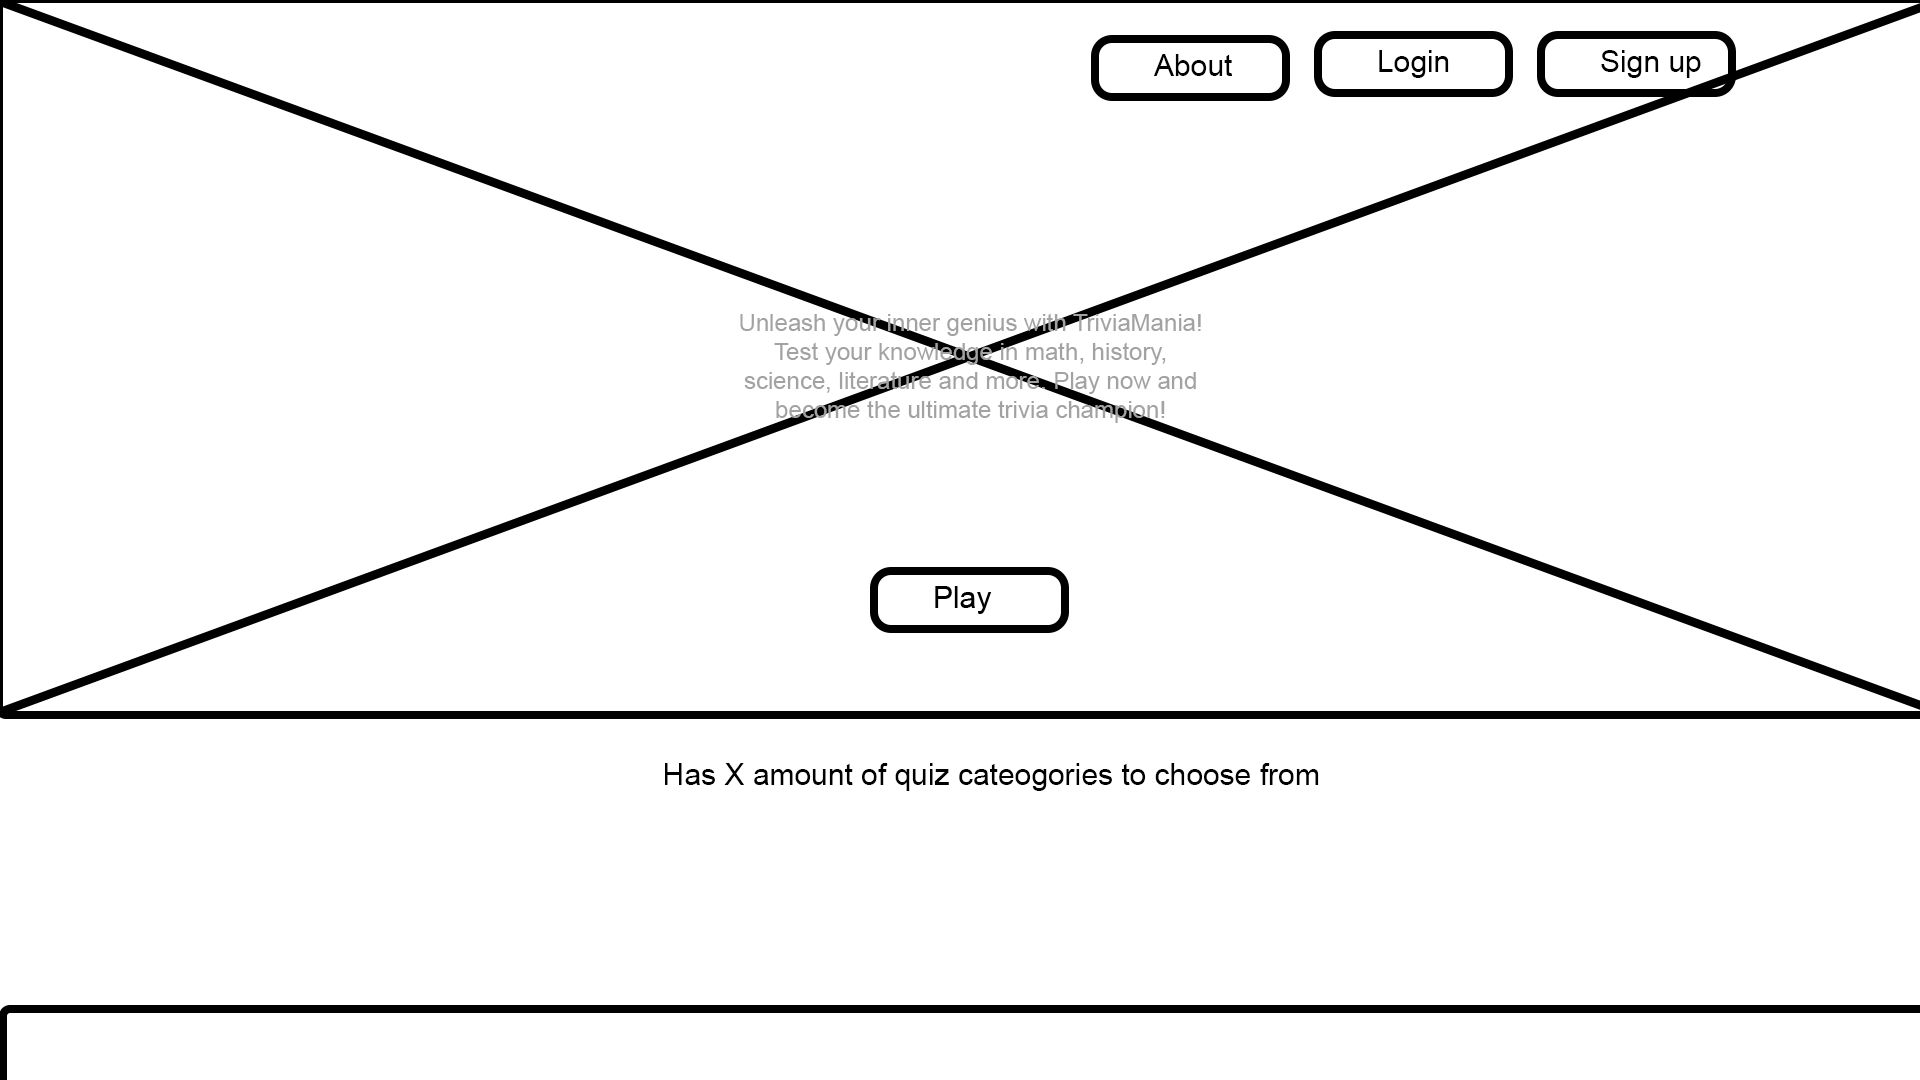 About
Login
Sign up
Unleash your inner genius with TriviaMania!
Test your knowledge in math, history,
science, literature and more. Play now and
become the ultimate trivia champion!
Play
Has X amount of quiz cateogories to choose from